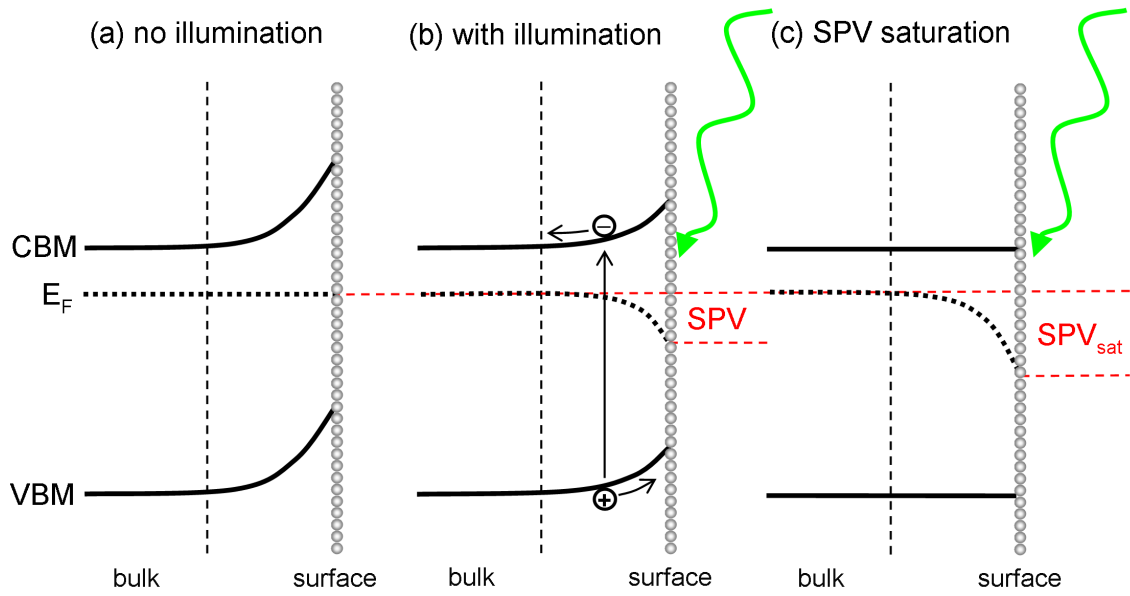 (a) no illumination
(b) with illumination
(c) SPV saturation
CBM
E_F
VBM
−
+
SPV
SPV_sat
bulk
surface
bulk
surface
bulk
surface